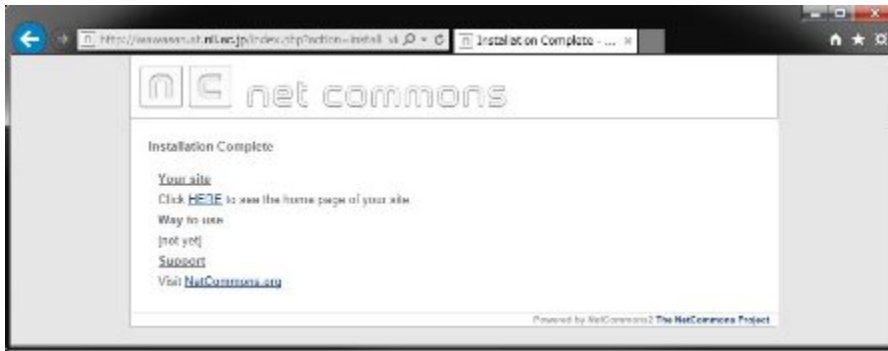 Installation Complete - ...
net commons
Installation Complete
Your site
Click HERE to see the home page of your site
Way to use
[not yet]
Support
Visit NetCommons.org
Powered by NetCommons2 The NetCommons Project